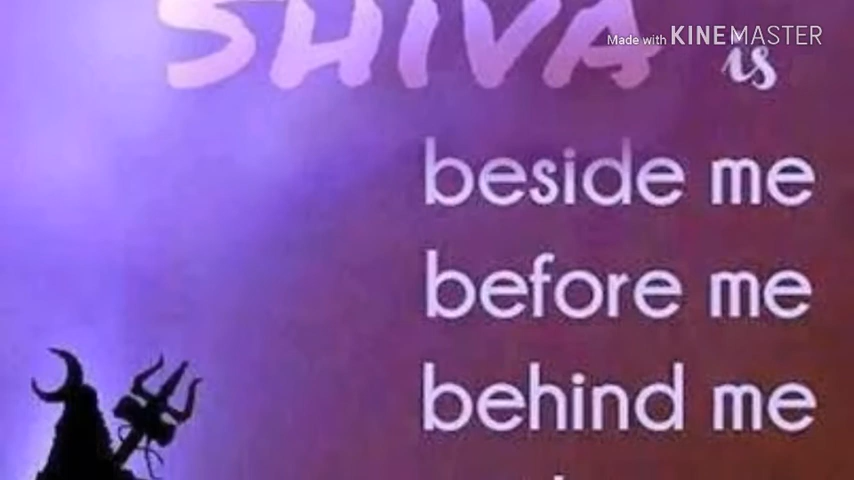 Made with KINEMASTER
SHIVA is
beside me
before me
behind me